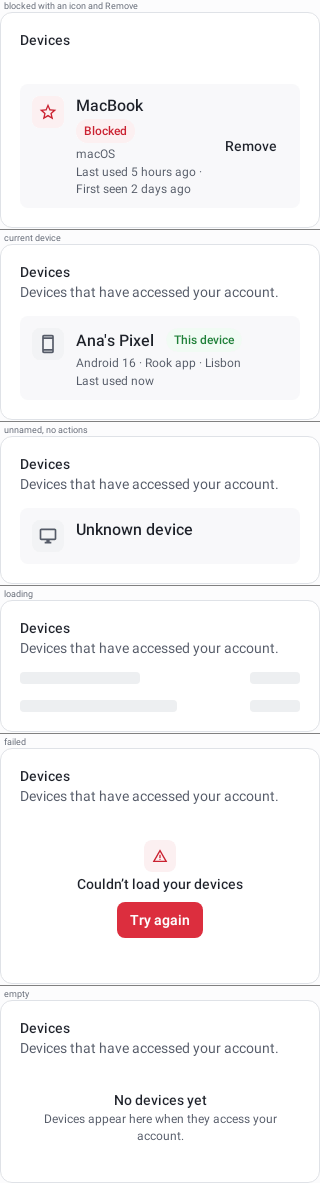 blocked with an icon and Remove
Devices
MacBook
Blocked
macOS
Last used 5 hours ago ·
First seen 2 days ago
Remove
current device
Devices
Devices that have accessed your account.
Ana's Pixel
This device
Android 16 · Rook app · Lisbon
Last used now
unnamed, no actions
Devices
Devices that have accessed your account.
Unknown device
loading
Devices
Devices that have accessed your account.
failed
Devices
Devices that have accessed your account.
Couldn’t load your devices
Try again
empty
Devices
Devices that have accessed your account.
No devices yet
Devices appear here when they access your
account.